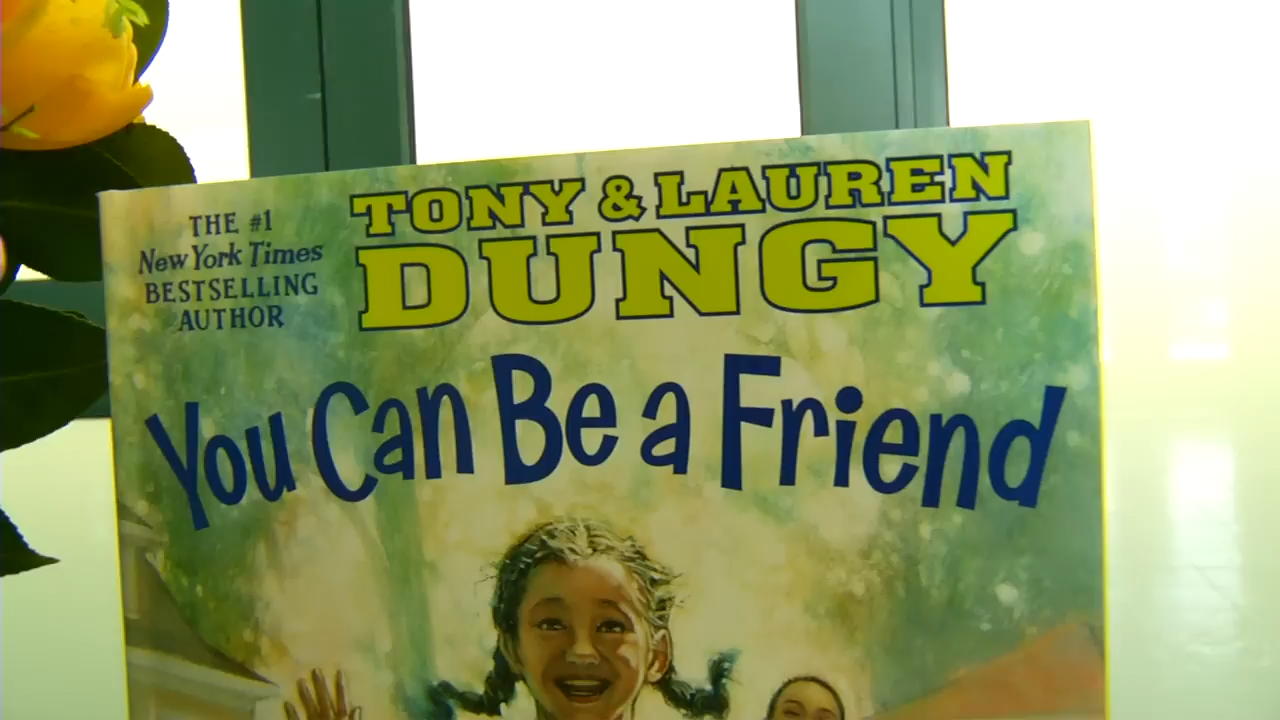 THE #1
New York Times
BESTSELLING
AUTHOR
TONY & LAUREN
DUNGY
You Can Be a Friend